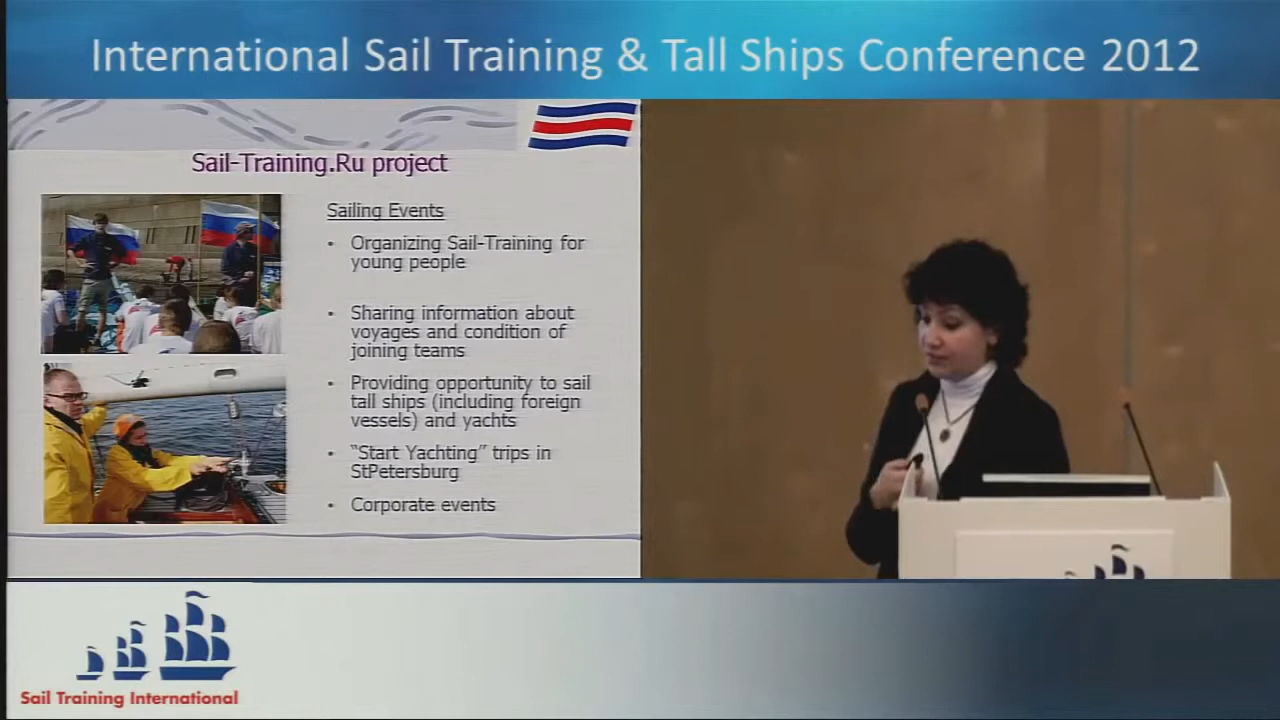 International Sail Training & Tall Ships Conference 2012
Sail-Training.Ru project
Sailing Events
• Organizing Sail-Training for
young people
• Sharing information about
voyages and condition of
joining teams
• Providing opportunity to sail
tall ships (including foreign
vessels) and yachts
• “Start Yachting” trips in
StPetersburg
• Corporate events
Sail Training International